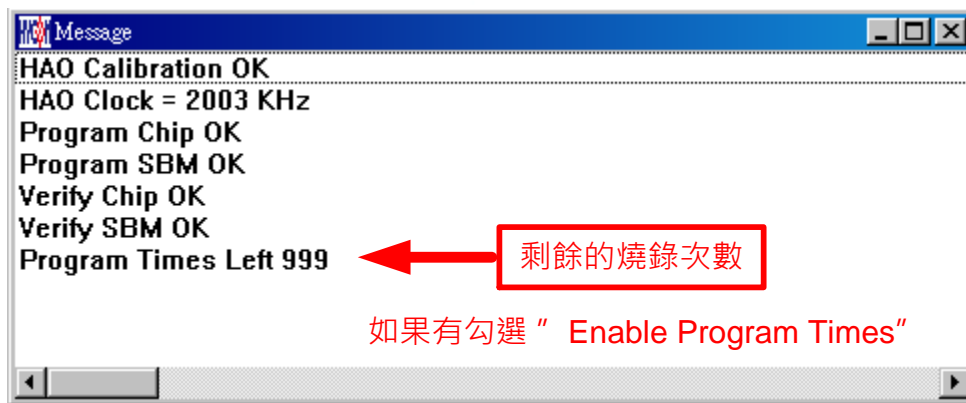 Message
HAO Calibration OK
HAO Clock = 2003 KHz
Program Chip OK
Program SBM OK
Verify Chip OK
Verify SBM OK
Program Times Left 999
剩餘的燒錄次數
如果有勾選 ” Enable Program Times”